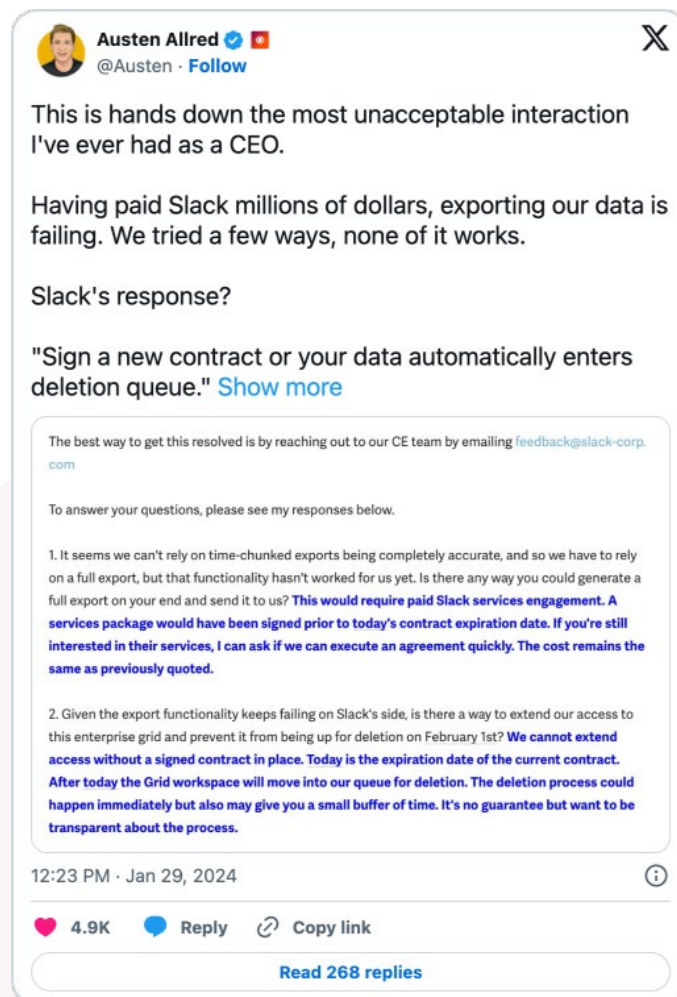 Austen Allred
@Austen · Follow
This is hands down the most unacceptable interaction
I've ever had as a CEO.
Having paid Slack millions of dollars, exporting our data is
failing. We tried a few ways, none of it works.
Slack's response?
"Sign a new contract or your data automatically enters
deletion queue." Show more
The best way to get this resolved is by reaching out to our CE team by emailing feedback@slack-corp.
com
To answer your questions, please see my responses below.
1. It seems we can't rely on time-chunked exports being completely accurate, and so we have to rely
on a full export, but that functionality hasn't worked for us yet. Is there any way you could generate a
full export on your end and send it to us? This would require paid Slack services engagement. A
services package would have been signed prior to today's contract expiration date. If you're still
interested in their services, I can ask if we can execute an agreement quickly. The cost remains the
same as previously quoted.
2. Given the export functionality keeps failing on Slack's side, is there a way to extend our access to
this enterprise grid and prevent it from being up for deletion on February 1st? We cannot extend
access without a signed contract in place. Today is the expiration date of the current contract.
After today the Grid workspace will move into our queue for deletion. The deletion process could
happen immediately but also may give you a small buffer of time. It's no guarantee but want to be
transparent about the process.
12:23 PM · Jan 29, 2024
4.9K Reply Copy link
Read 268 replies